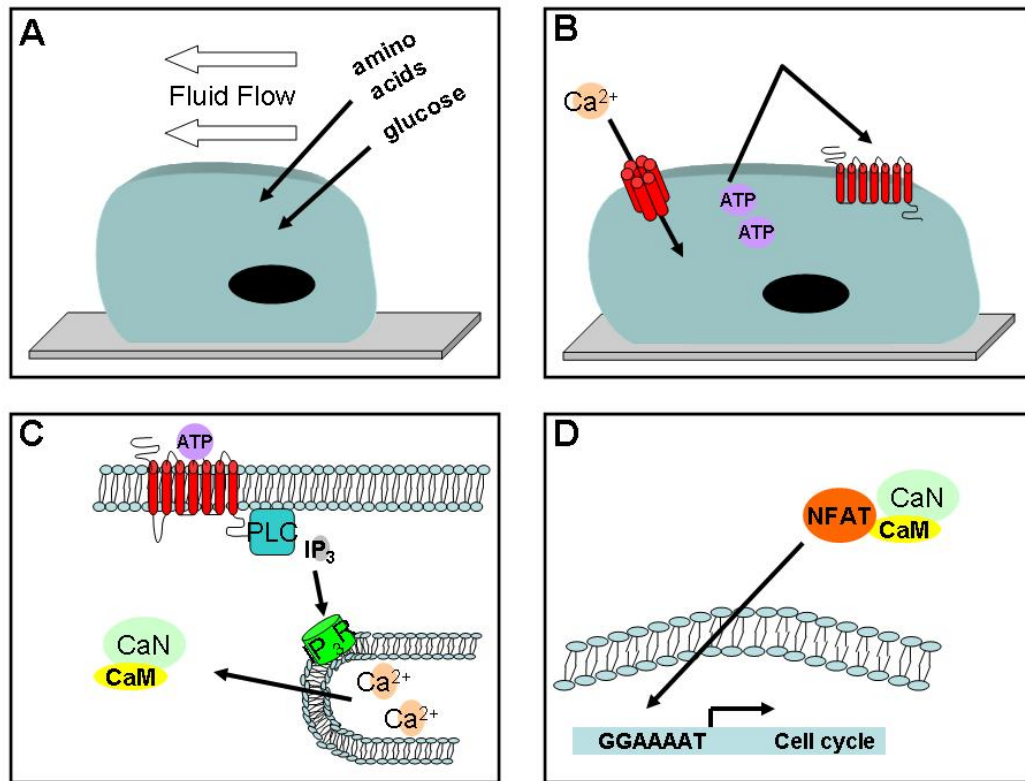 A
amino
acids
Fluid Flow
glucose
B
Ca2+
ATP
ATP
C
ATP
PLC
IP3
IP3R
CaN
CaM
Ca2+
Ca2+
D
NFAT
CaN
CaM
GGAAAAT
Cell cycle